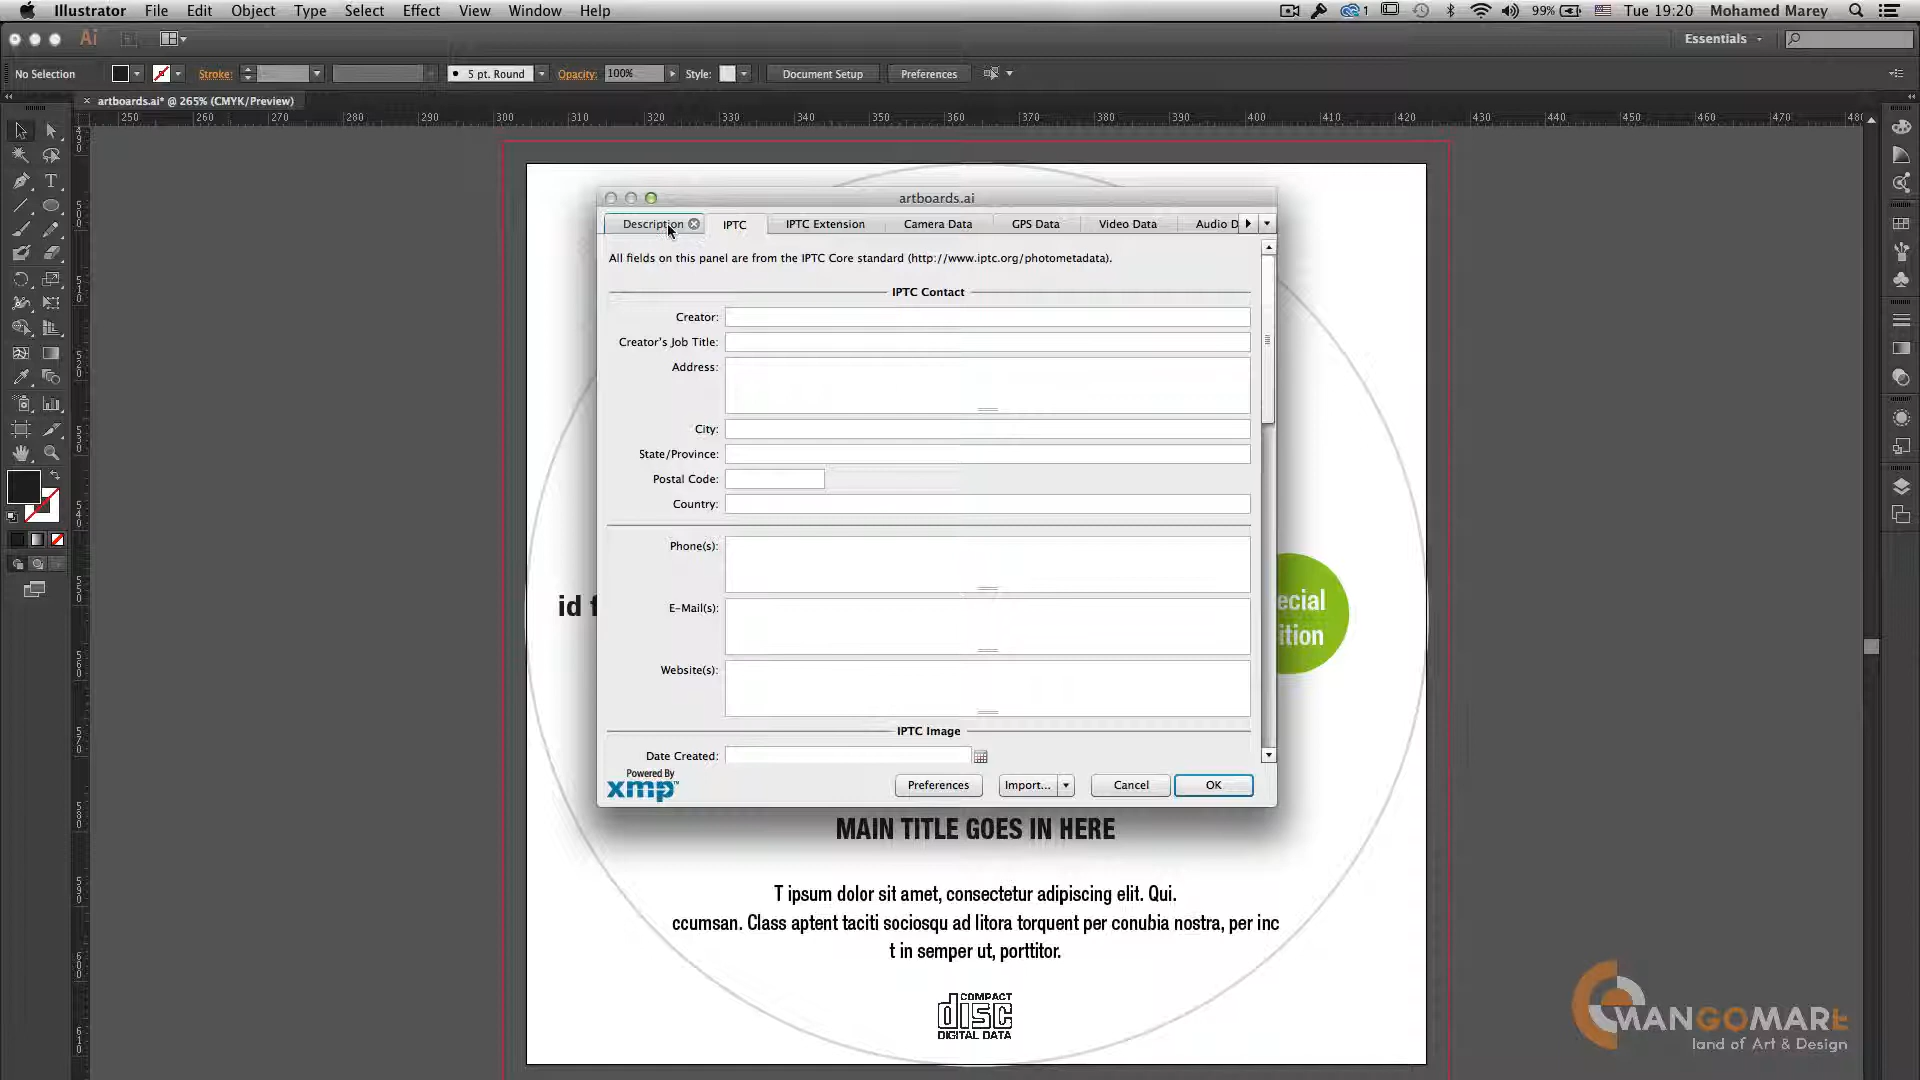 Illustrator File Edit Object Type Select Effect View Window Help
1 99% Tue 19:20 Mohamed Marey
Ai Essentials
No Selection Stroke: 5 pt. Round Opacity: 100% Style: Document Setup Preferences
artboards.ai* @ 265% (CMYK/Preview)
250 260 270 280 290 300 310 320 330 340 350 360 370 380 390 400 410 420 430 440 450 460 470
artboards.ai
Description IPTC IPTC Extension Camera Data GPS Data Video Data Audio D
All fields on this panel are from the IPTC Core standard (http://www.iptc.org/photometadata).
IPTC Contact
Creator:
Creator's Job Title:
Address:
City:
State/Province:
Postal Code:
Country:
Phone(s):
E-Mail(s):
Website(s):
IPTC Image
Date Created:
Powered By
xmp™
Preferences Import... Cancel OK
id f
ecial
ition
MAIN TITLE GOES IN HERE
T ipsum dolor sit amet, consectetur adipiscing elit. Qui.
ccumsan. Class aptent taciti sociosqu ad litora torquent per conubia nostra, per inc
t in semper ut, porttitor.
COMPACT
disc
DIGITAL DATA
MANGOMARt
land of Art & Design